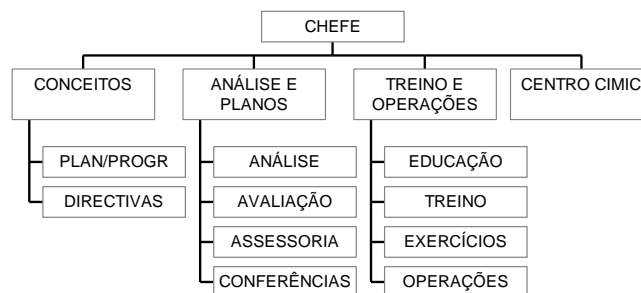 CHEFE
CONCEITOS
ANÁLISE E
PLANOS
TREINO E
OPERAÇÕES
CENTRO CIMIC
PLAN/PROGR
DIRECTIVAS
ANÁLISE
AVALIAÇÃO
ASSESSORIA
CONFERÊNCIAS
EDUCAÇÃO
TREINO
EXERCÍCIOS
OPERAÇÕES